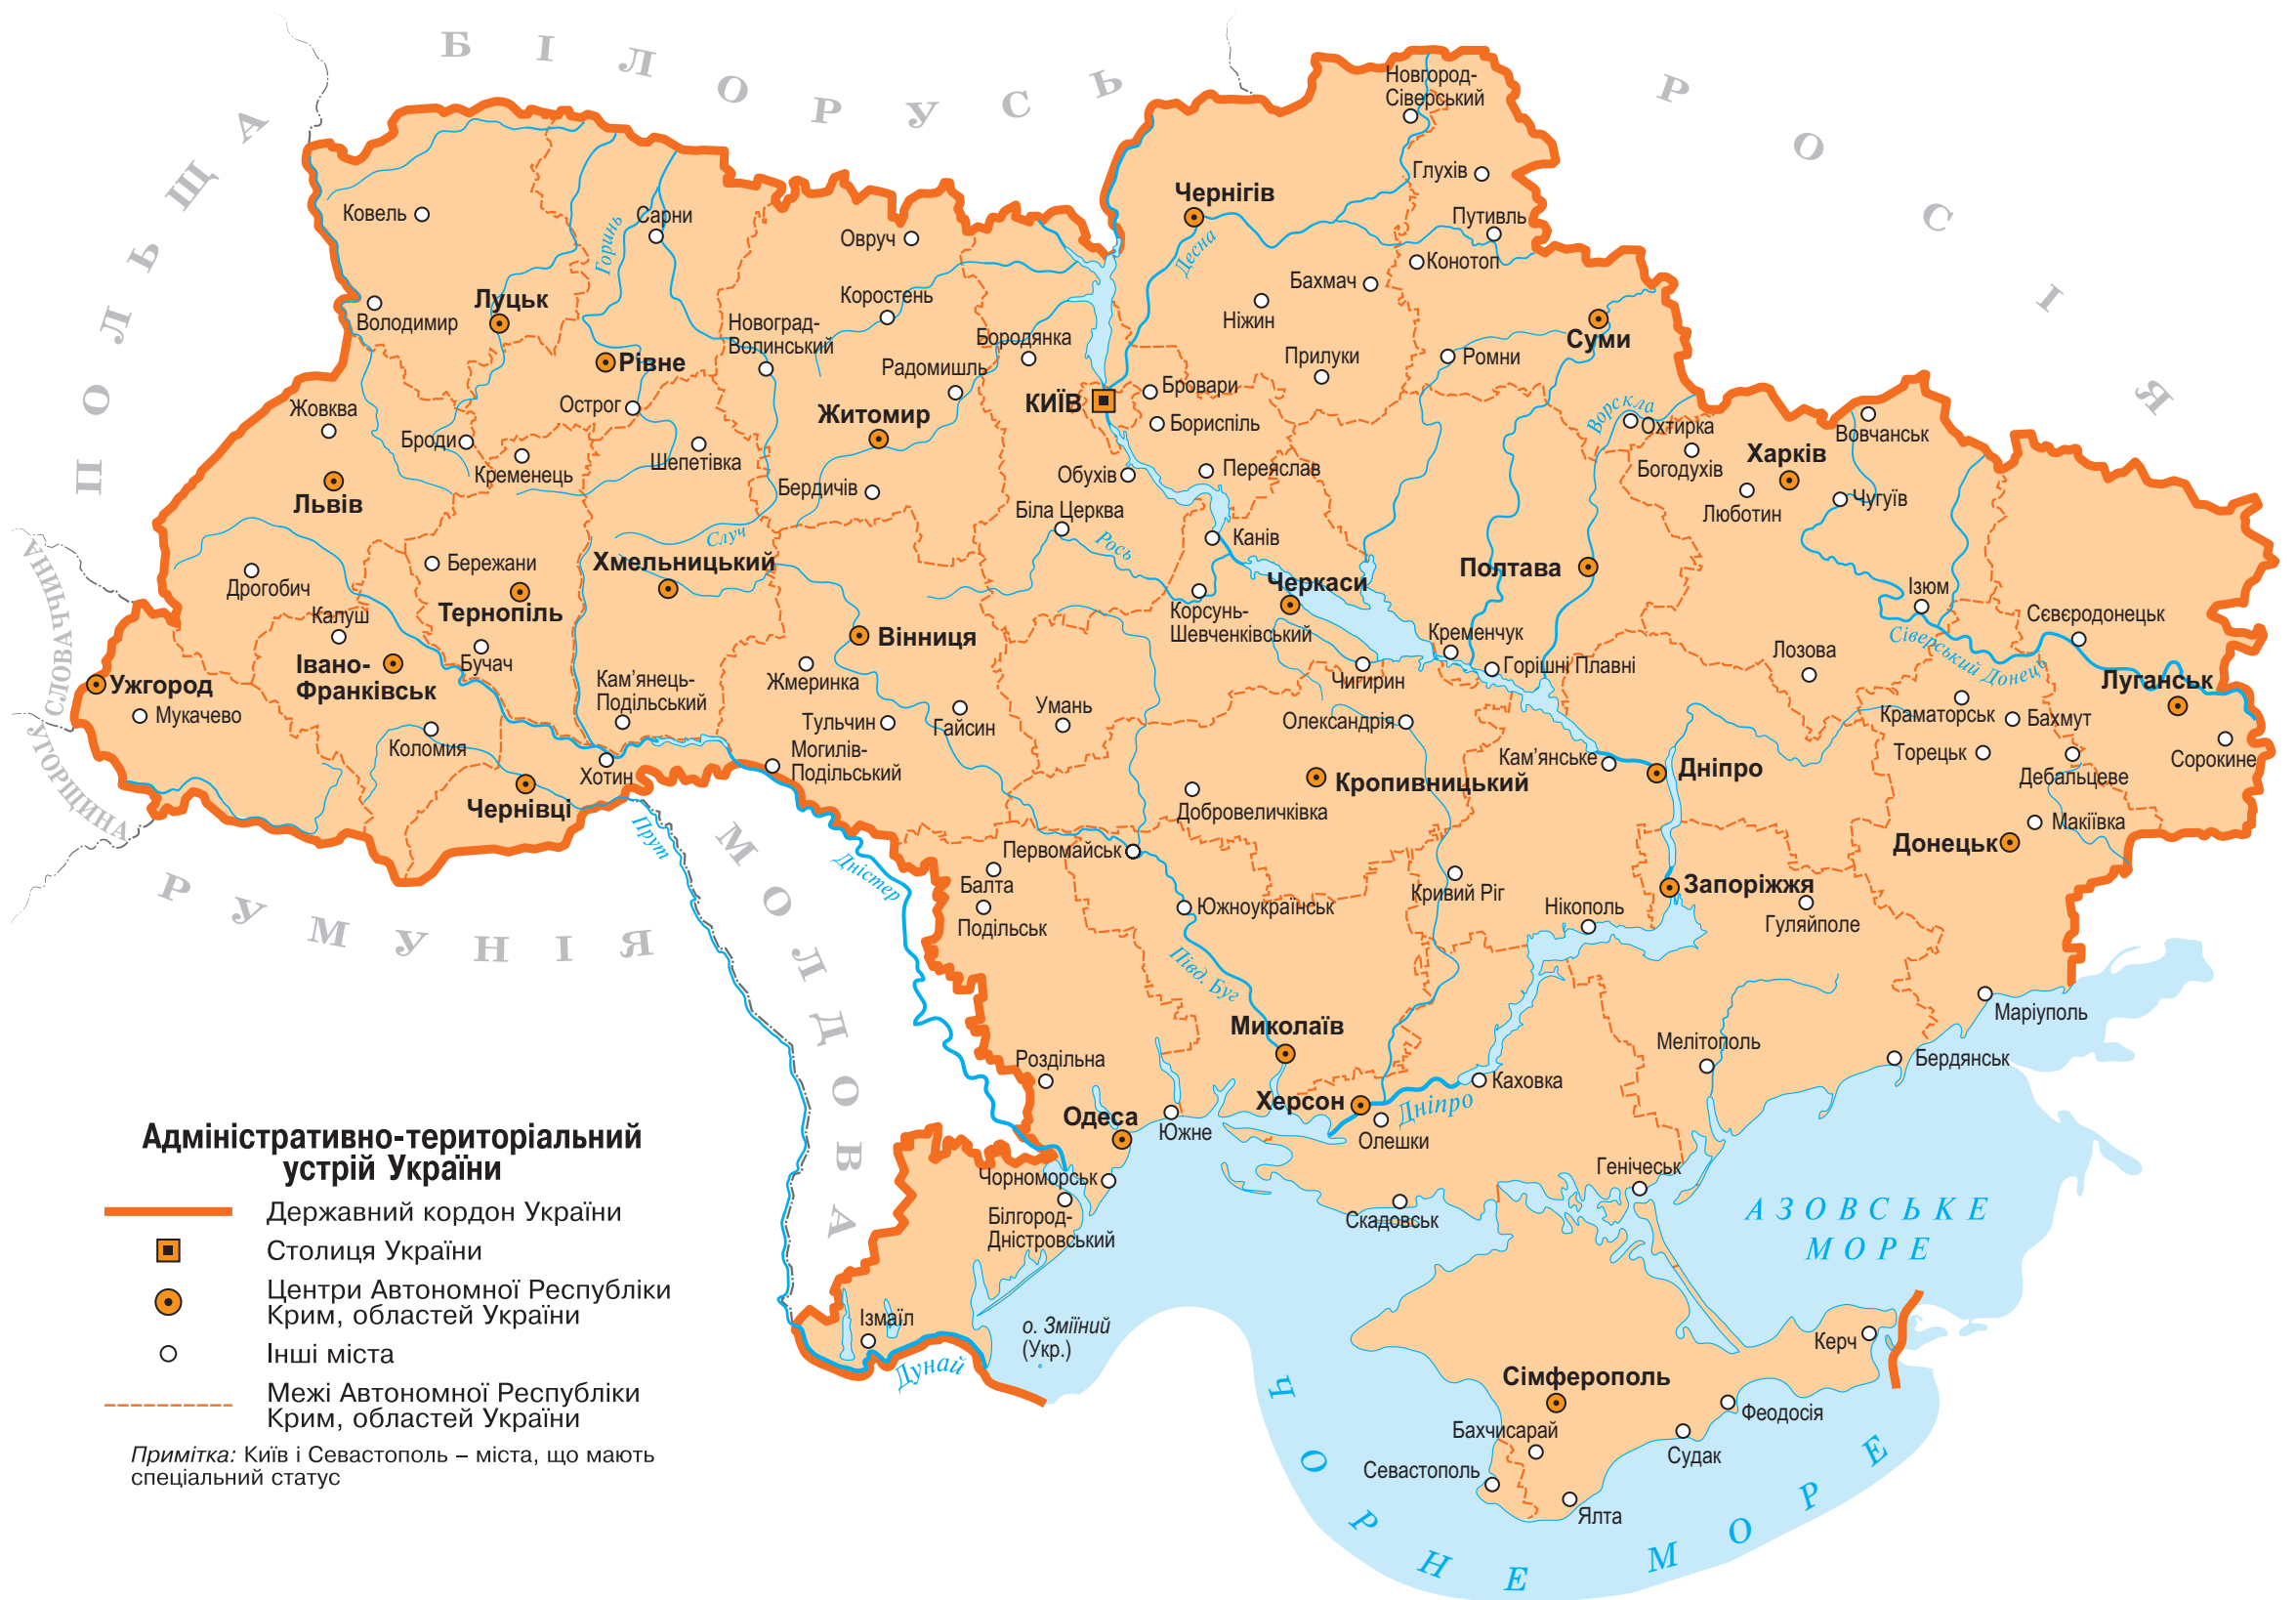 БІЛОРУСЬ
РОСІЯ
ПОЛЬЩА
СЛОВАЧЧИНА
УГОРЩИНА
РУМУНІЯ
МОЛДОВА
Новгород-
Сіверський
Глухів
Чернігів
Путивль
Ковель
Сарни
Горинь
Овруч
Десна
Конотоп
Бахмач
Луцьк
Володимир
Коростень
Ніжин
Новоград-
Волинський
Бородянка
Суми
Рівне
Радомишль
Прилуки
Ромни
Острог
КИЇВ
Бровари
Жовква
Житомир
Бориспіль
Ворскла
Охтирка
Вовчанськ
Броди
Кременець
Шепетівка
Обухів
Переяслав
Богодухів
Харків
Львів
Бердичів
Люботин
Чугуїв
Біла Церква
Случ
Рось
Канів
Дрогобич
Бережани
Хмельницький
Черкаси
Полтава
Калуш
Тернопіль
Корсунь-
Шевченківський
Ізюм
Сєвєродонецьк
Вінниця
Кременчук
Сіверський Донець
Івано-
Франківськ
Бучач
Жмеринка
Чигирин
Горішні Плавні
Лозова
Луганськ
Ужгород
Мукачево
Кам’янець-
Подільський
Тульчин
Гайсин
Умань
Олександрія
Краматорськ
Бахмут
Коломия
Хотин
Могилів-
Подільський
Кам’янське
Дніпро
Торецьк
Дебальцеве
Сорокине
Чернівці
Добровеличківка
Кропивницький
Прут
Дністер
Первомайськ
Макіївка
Донецьк
Балта
Подільськ
Южноукраїнськ
Кривий Ріг
Нікополь
Запоріжжя
Гуляйполе
Півд. Буг
Миколаїв
Маріуполь
Мелітополь
Бердянськ
Роздільна
Каховка
Одеса
Южне
Херсон
Дніпро
Олешки
Чорноморськ
Білгород-
Дністровський
Скадовськ
Генічеськ
АЗОВСЬКЕ
МОРЕ
Ізмаїл
Дунай
о. Зміїний
(Укр.)
Керч
Сімферополь
Феодосія
Бахчисарай
Судак
Севастополь
Ялта
ЧОРНЕ МОРЕ
Адміністративно-територіальний
устрій України
Державний кордон України
Столиця України
Центри Автономної Республіки
Крим, областей України
Інші міста
Межі Автономної Республіки
Крим, областей України
Примітка: Київ і Севастополь – міста, що мають
спеціальний статус